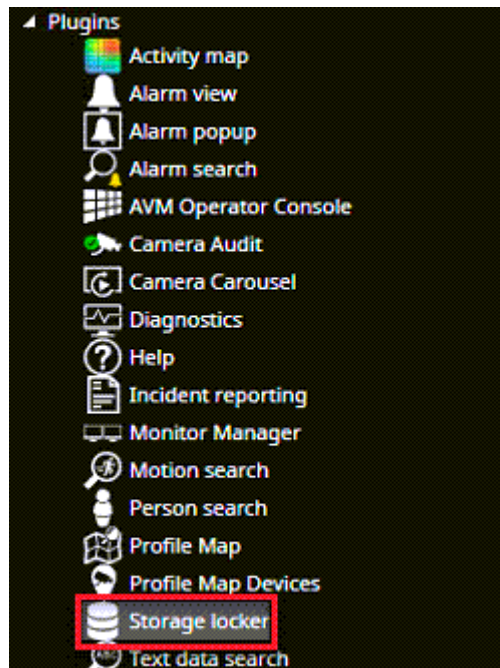 Plugins
Activity map
Alarm view
Alarm popup
Alarm search
AVM Operator Console
Camera Audit
Camera Carousel
Diagnostics
Help
Incident reporting
Monitor Manager
Motion search
Person search
Profile Map
Profile Map Devices
Storage locker
Text data search